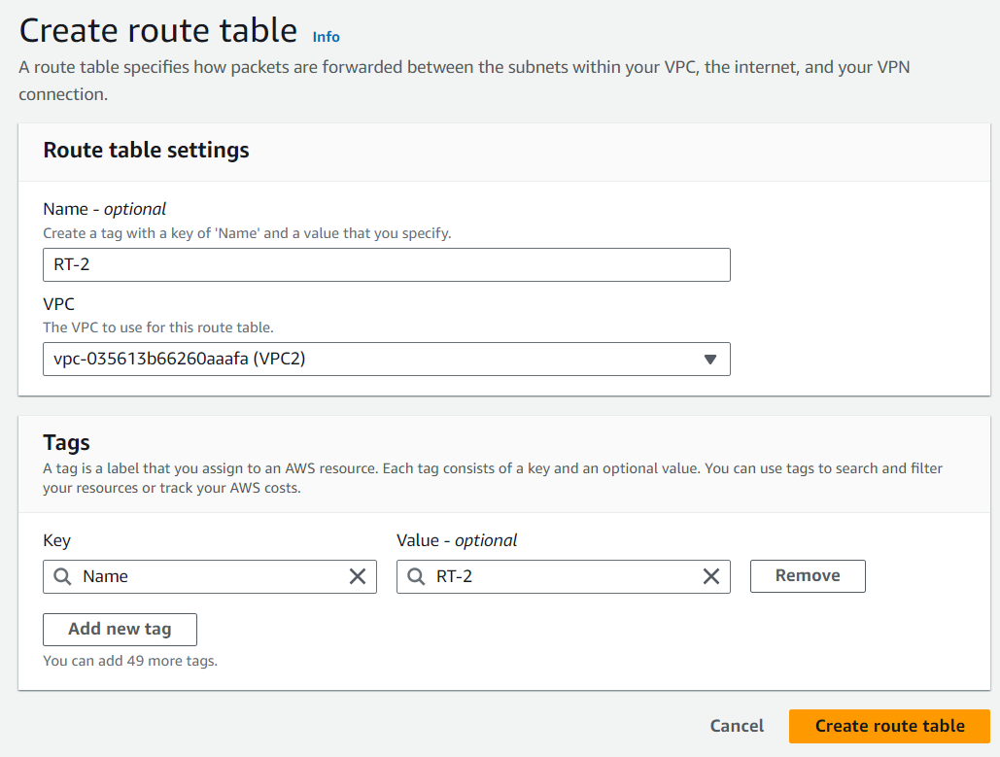 Create route table Info
A route table specifies how packets are forwarded between the subnets within your VPC, the internet, and your VPN
connection.
Route table settings
Name - optional
Create a tag with a key of 'Name' and a value that you specify.
RT-2
VPC
The VPC to use for this route table.
vpc-035613b66260aaafa (VPC2)
Tags
A tag is a label that you assign to an AWS resource. Each tag consists of a key and an optional value. You can use tags to search and filter
your resources or track your AWS costs.
Key Value - optional
Name RT-2 Remove
Add new tag
You can add 49 more tags.
Cancel Create route table